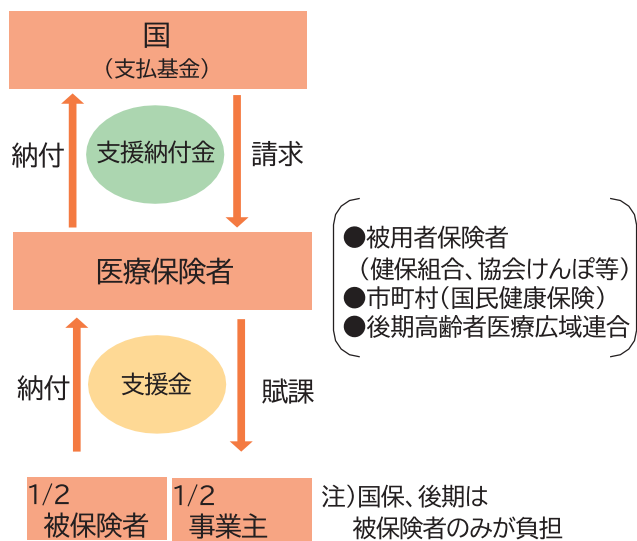 国
（支払基金）
納付
支援納付金
請求
医療保険者
●被用者保険者
（健保組合、協会けんぽ等）
●市町村（国民健康保険）
●後期高齢者医療広域連合
納付
支援金
賦課
1/2
被保険者
1/2
事業主
注）国保、後期は
被保険者のみが負担